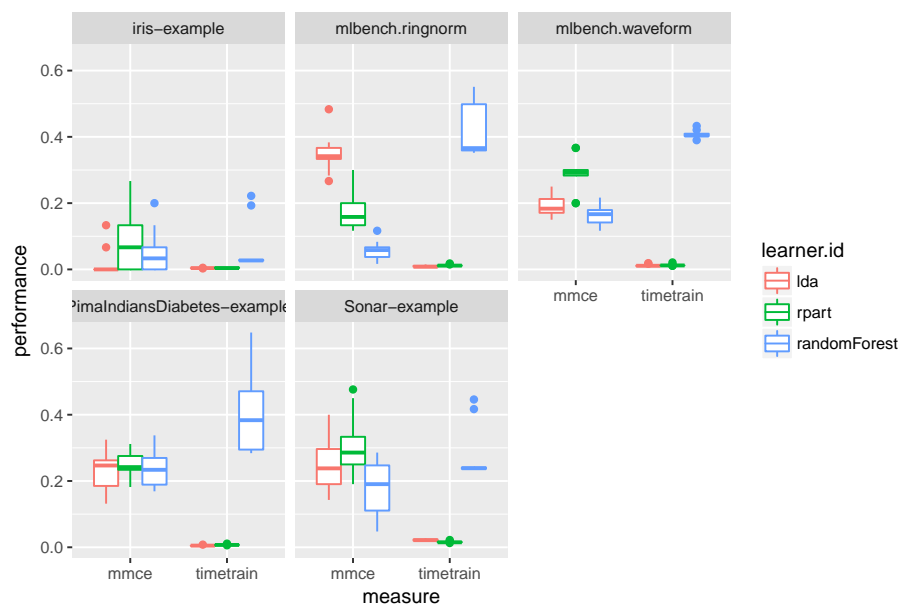 iris-example
mlbench.ringnorm
mlbench.waveform
0.6
0.4
0.2
0.0
mmce
timetrain
PimaIndiansDiabetes-example
Sonar-example
0.6
0.4
0.2
0.0
mmce
timetrain
mmce
timetrain
performance
measure
learner.id
lda
rpart
randomForest